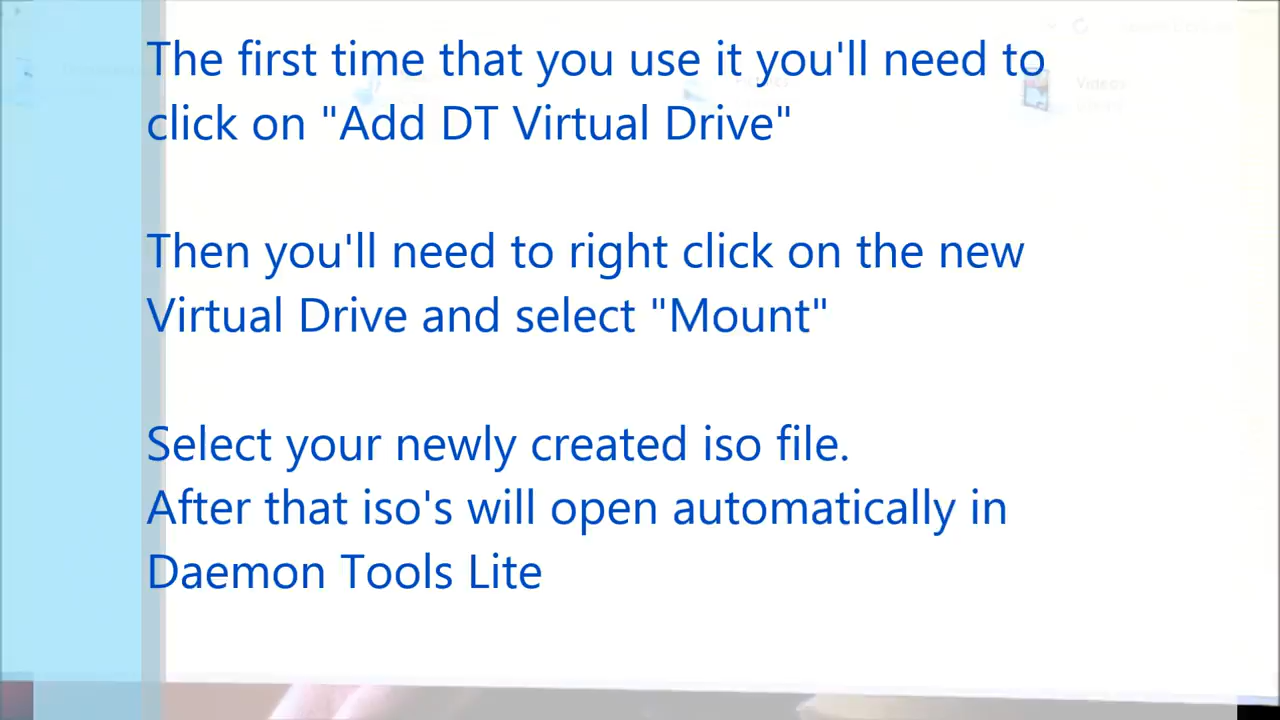 The first time that you use it you'll need to
click on "Add DT Virtual Drive"
Then you'll need to right click on the new
Virtual Drive and select "Mount"
Select your newly created iso file.
After that iso's will open automatically in
Daemon Tools Lite
Videos